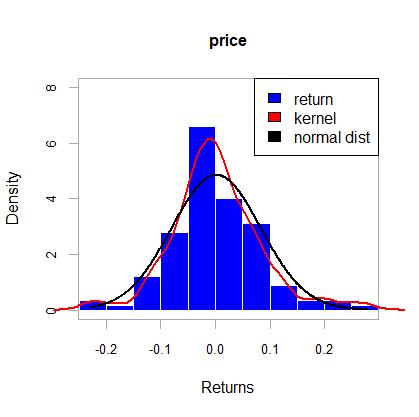 price
return
kernel
normal dist
Density
0
2
4
6
8
-0.2
-0.1
0.0
0.1
0.2
Returns